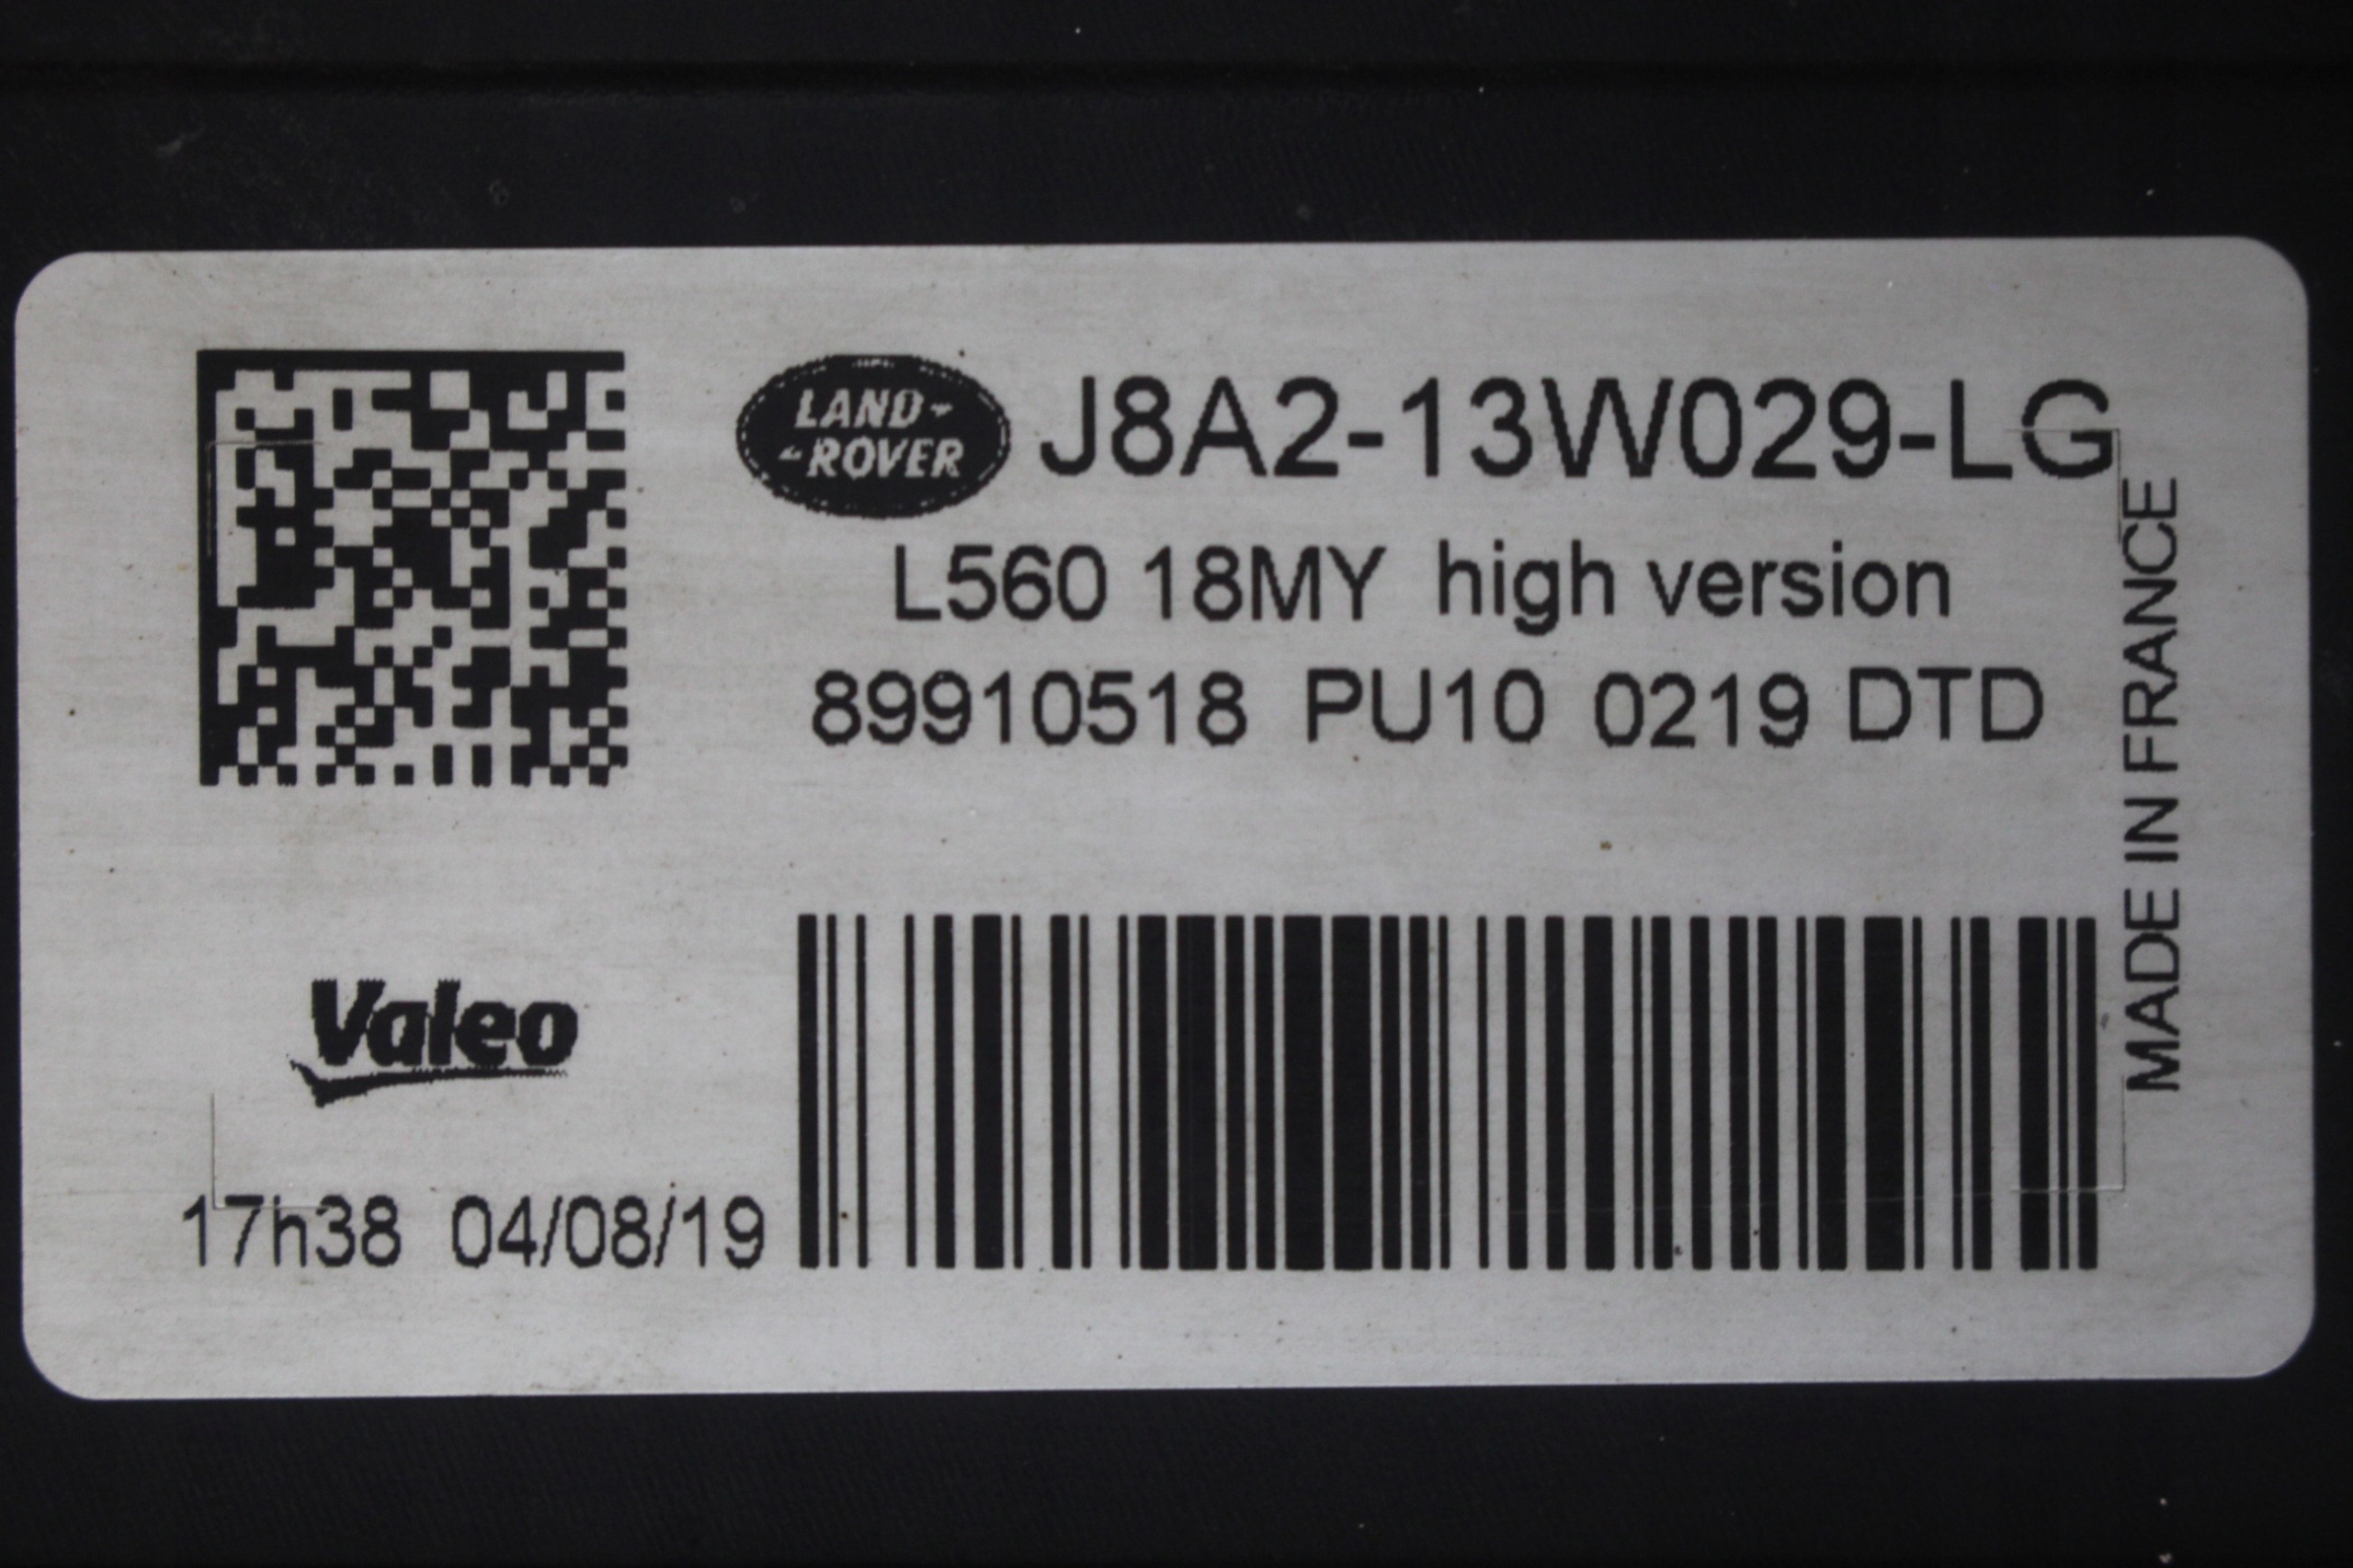 LAND-
-ROVER
J8A2-13W029-LG
L560 18MY high version
89910518 PU10 0219 DTD
MADE IN FRANCE
Valeo
17h38 04/08/19